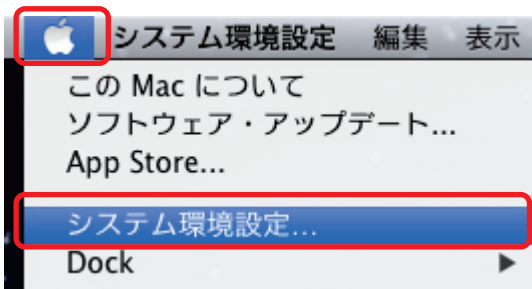 システム環境設定 編集 表示
この Mac について
ソフトウェア・アップデート...
App Store...
システム環境設定...
Dock